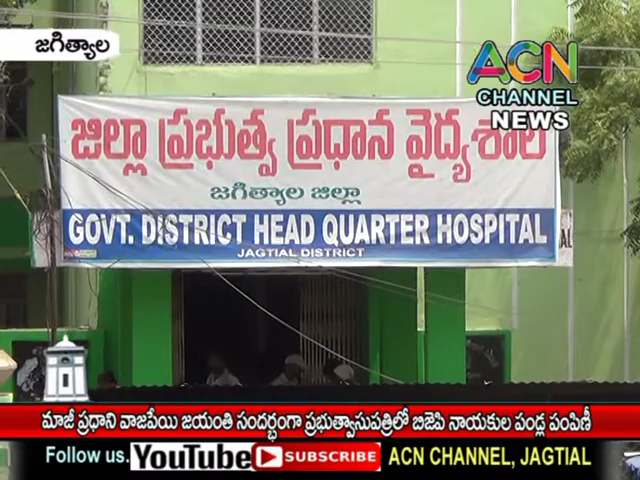 జగిత్యాల
ACN
CHANNEL
NEWS
జిల్లా ప్రభుత్వ ప్రధాన వైద్యశాల
జగిత్యాల జిల్లా
GOVT. DISTRICT HEAD QUARTER HOSPITAL
JAGTIAL DISTRICT
మాజీ ప్రధాని వాజపేయి జయంతి సందర్భంగా ప్రభుత్వాసుపత్రిలో బిజెపి నాయకుల పండ్ల పంపిణీ
Follow us. YouTube SUBSCRIBE ACN CHANNEL, JAGTIAL